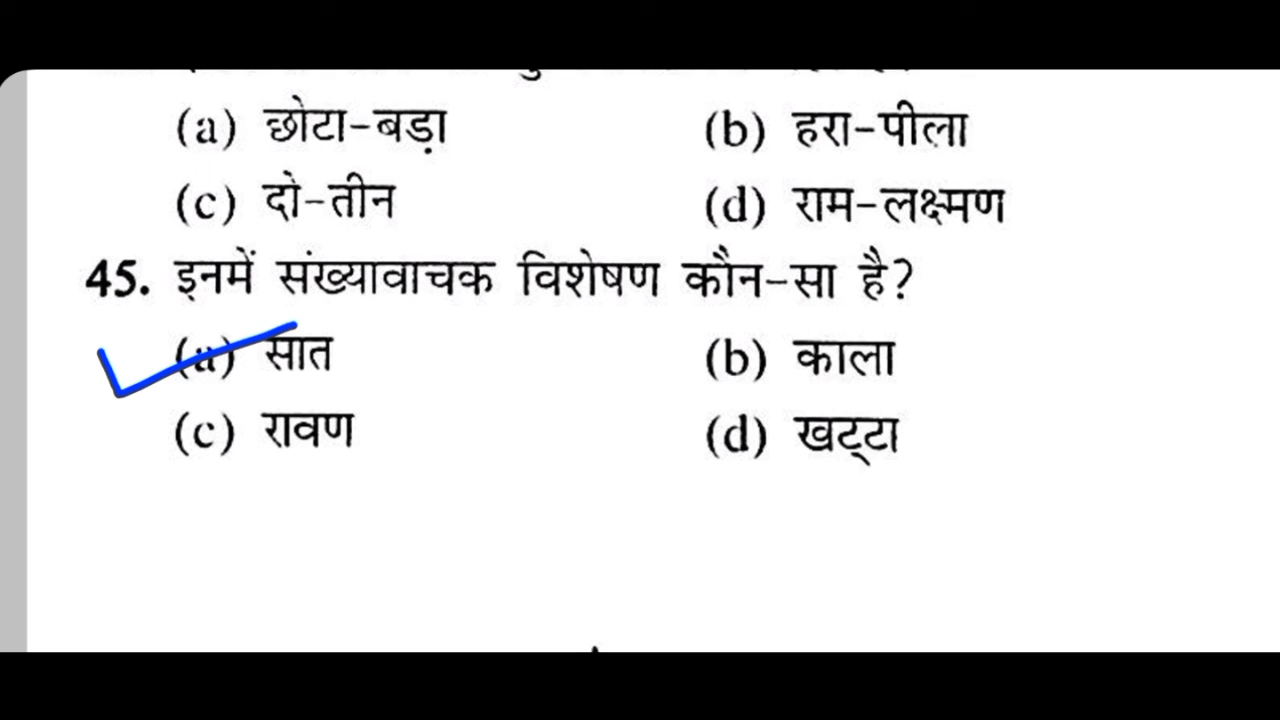 (a) छोटा-बड़ा (b) हरा-पीला
(c) दो-तीन (d) राम-लक्ष्मण
45. इनमें संख्यावाचक विशेषण कौन-सा है?
(a) सात (b) काला
(c) रावण (d) खट्‌टा